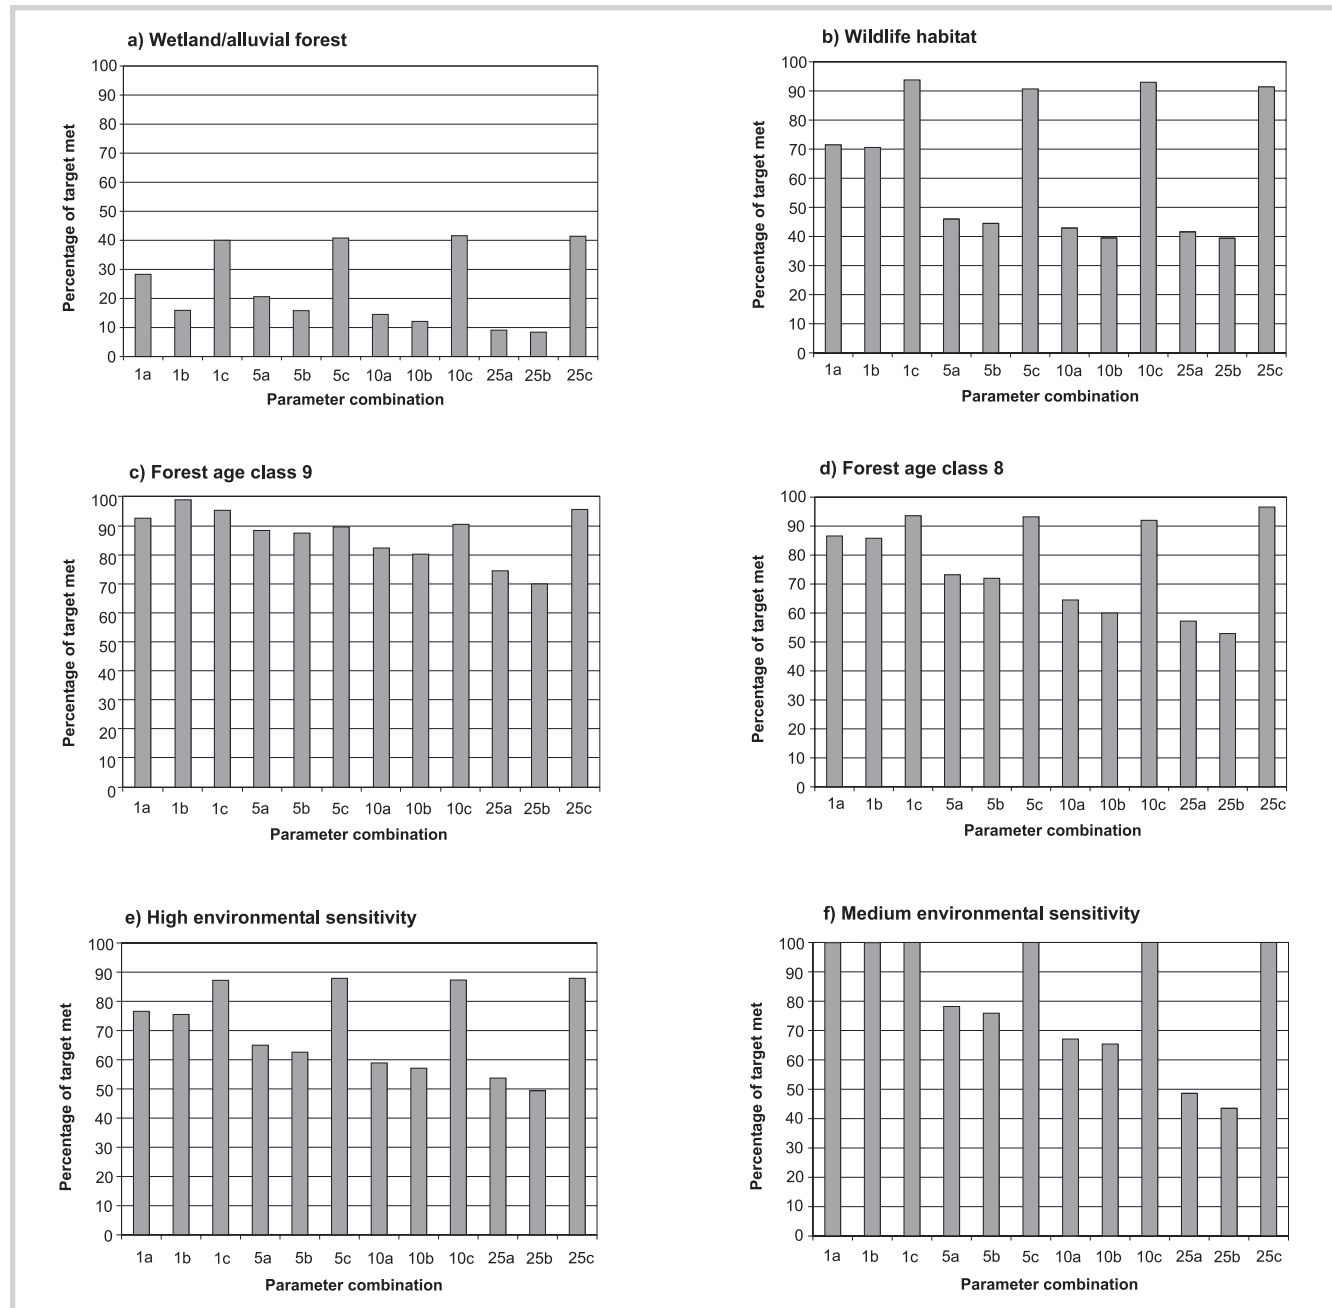 a) Wetland/alluvial forest
Percentage of target met
100
90
80
70
60
50
40
30
20
10
0
1a 1b 1c 5a 5b 5c 10a 10b 10c 25a 25b 25c
Parameter combination
b) Wildlife habitat
Percentage of target met
100
90
80
70
60
50
40
30
20
10
0
1a 1b 1c 5a 5b 5c 10a 10b 10c 25a 25b 25c
Parameter combination
c) Forest age class 9
Percentage of target met
100
90
80
70
60
50
40
30
20
10
0
1a 1b 1c 5a 5b 5c 10a 10b 10c 25a 25b 25c
Parameter combination
d) Forest age class 8
Percentage of target met
100
90
80
70
60
50
40
30
20
10
0
1a 1b 1c 5a 5b 5c 10a 10b 10c 25a 25b 25c
Parameter combination
e) High environmental sensitivity
Percentage of target met
100
90
80
70
60
50
40
30
20
10
0
1a 1b 1c 5a 5b 5c 10a 10b 10c 25a 25b 25c
Parameter combination
f) Medium environmental sensitivity
Percentage of target met
100
90
80
70
60
50
40
30
20
10
0
1a 1b 1c 5a 5b 5c 10a 10b 10c 25a 25b 25c
Parameter combination